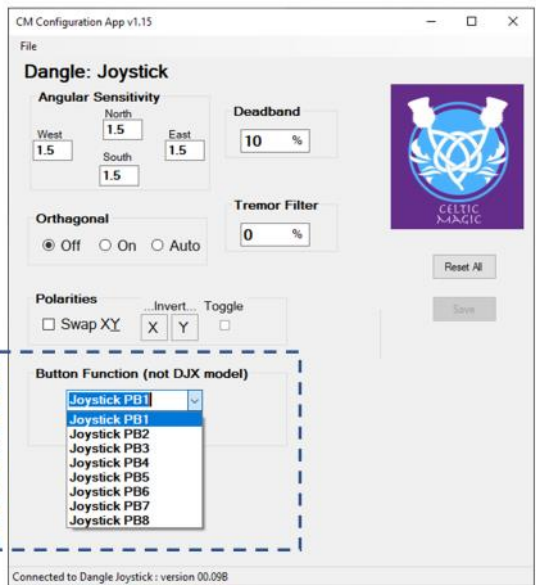 CM Configuration App v1.15
File
Dangle: Joystick
Angular Sensitivity
North
1.5
West
1.5
East
1.5
South
1.5
Deadband
10 %
Orthagonal
Off On Auto
Tremor Filter
0 %
CELTIC
MAGIC
Reset All
Save
Polarities
...Invert... Toggle
Swap XY X Y
Button Function (not DJX model)
Joystick PB1
Joystick PB1
Joystick PB2
Joystick PB3
Joystick PB4
Joystick PB5
Joystick PB6
Joystick PB7
Joystick PB8
Connected to Dangle Joystick : version 00.09B